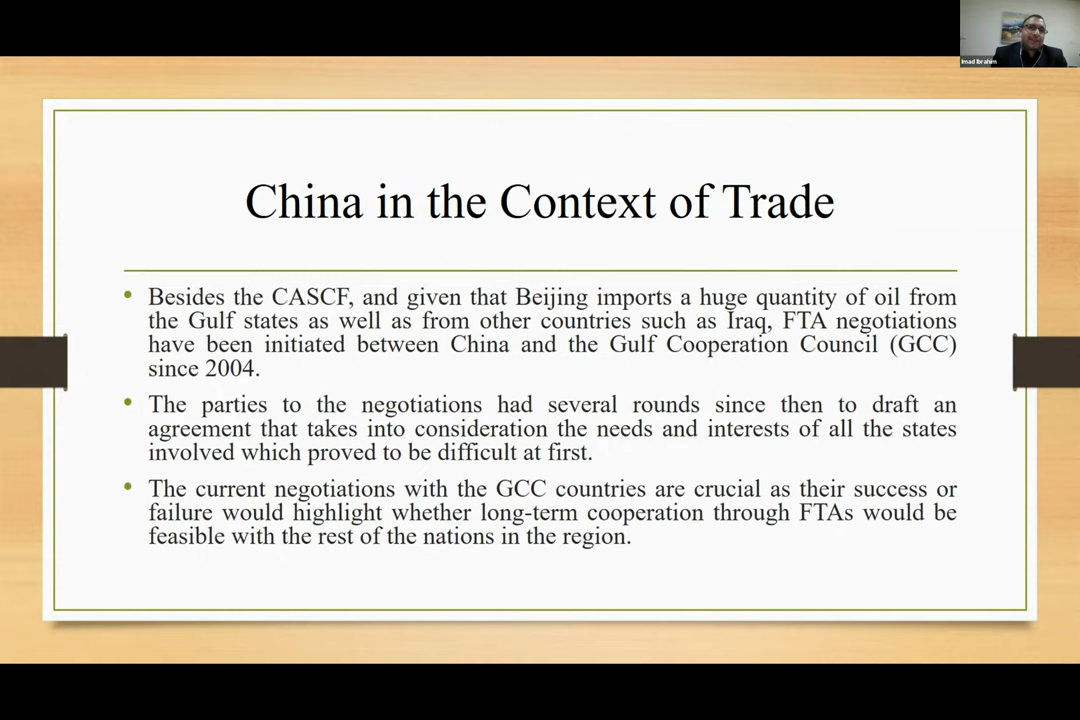 Imad Ibrahim
China in the Context of Trade
• Besides the CASCF, and given that Beijing imports a huge quantity of oil from
the Gulf states as well as from other countries such as Iraq, FTA negotiations
have been initiated between China and the Gulf Cooperation Council (GCC)
since 2004.
• The parties to the negotiations had several rounds since then to draft an
agreement that takes into consideration the needs and interests of all the states
involved which proved to be difficult at first.
• The current negotiations with the GCC countries are crucial as their success or
failure would highlight whether long-term cooperation through FTAs would be
feasible with the rest of the nations in the region.